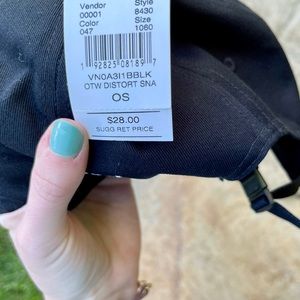 Vendor Style
00001 8430
Color Size
047 1060
1 92825 08189 7
VN0A3I1BBLK
OTW DISTORT SNA
OS
$28.00
SUGG RET PRICE